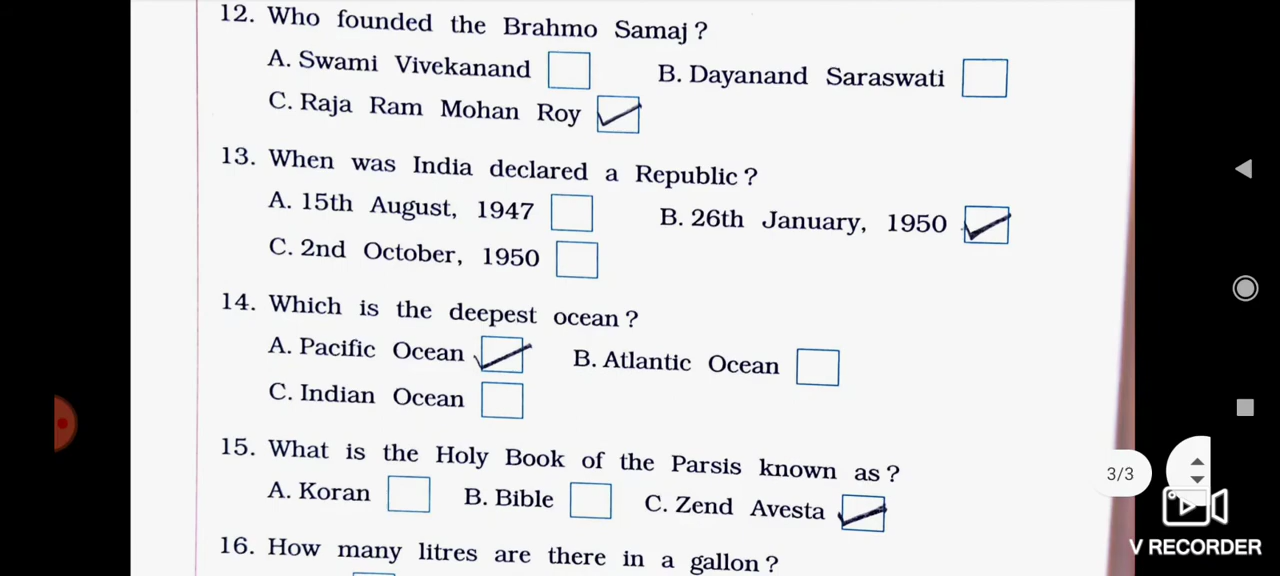 12. Who founded the Brahmo Samaj ?
A. Swami Vivekanand B. Dayanand Saraswati
C. Raja Ram Mohan Roy
13. When was India declared a Republic ?
A. 15th August, 1947 B. 26th January, 1950
C. 2nd October, 1950
14. Which is the deepest ocean ?
A. Pacific Ocean B. Atlantic Ocean
C. Indian Ocean
15. What is the Holy Book of the Parsis known as ?
A. Koran B. Bible C. Zend Avesta
16. How many litres are there in a gallon ?
3/3
V RECORDER